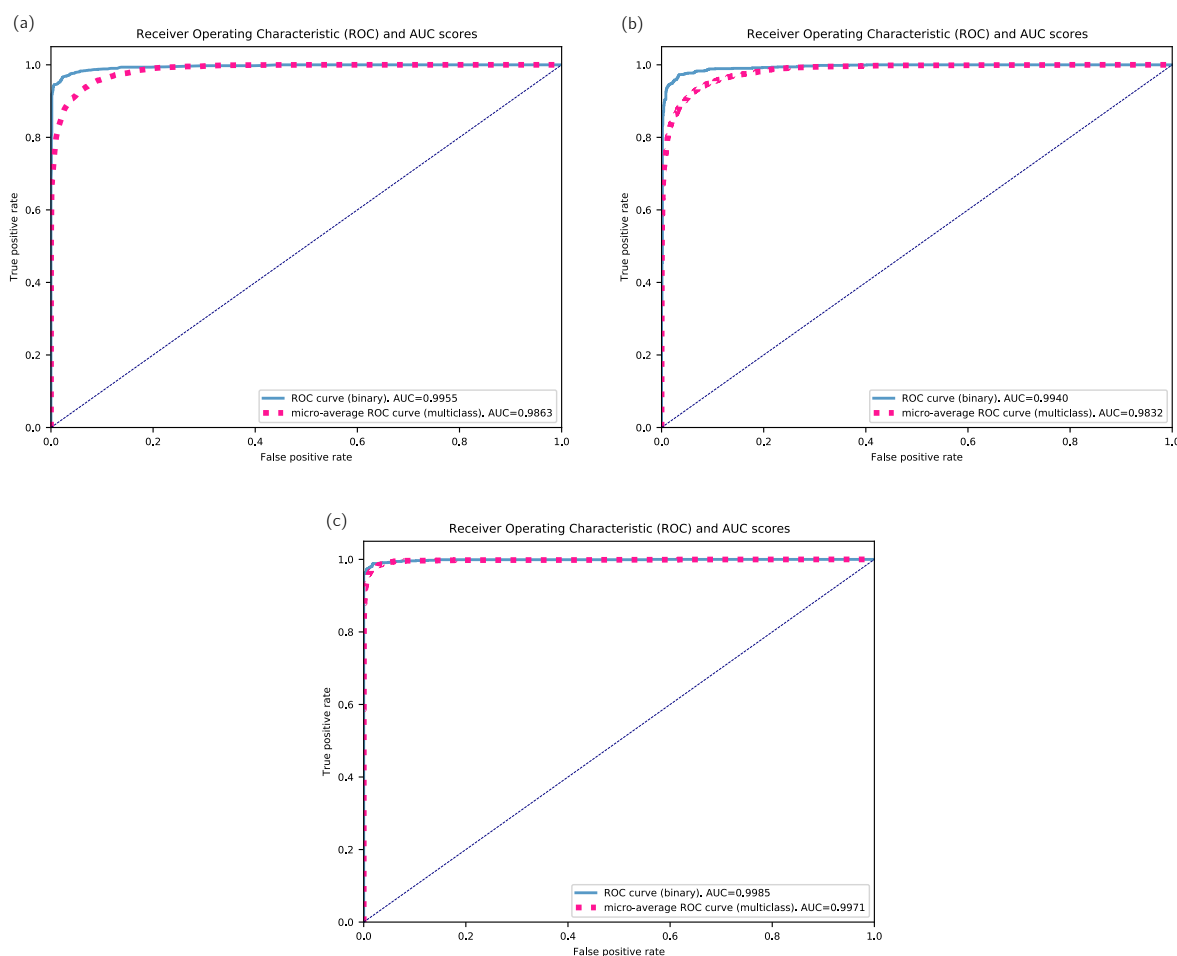 (a)
Receiver Operating Characteristic (ROC) and AUC scores
1.0
0.8
0.6
0.4
0.2
0.0
True positive rate
ROC curve (binary). AUC=0.9955
micro-average ROC curve (multiclass). AUC=0.9863
0.0 0.2 0.4 0.6 0.8 1.0
False positive rate
(b)
Receiver Operating Characteristic (ROC) and AUC scores
1.0
0.8
0.6
0.4
0.2
0.0
True positive rate
ROC curve (binary). AUC=0.9940
micro-average ROC curve (multiclass). AUC=0.9832
0.0 0.2 0.4 0.6 0.8 1.0
False positive rate
(c)
Receiver Operating Characteristic (ROC) and AUC scores
1.0
0.8
0.6
0.4
0.2
0.0
True positive rate
ROC curve (binary). AUC=0.9985
micro-average ROC curve (multiclass). AUC=0.9971
0.0 0.2 0.4 0.6 0.8 1.0
False positive rate